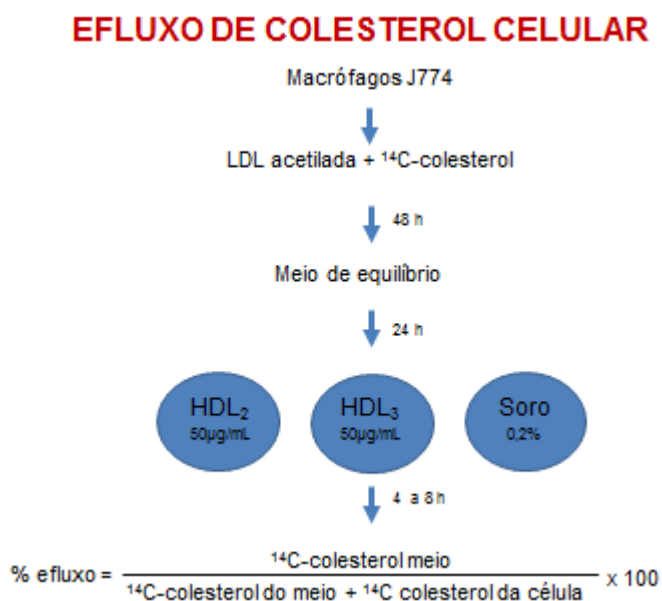 EFLUXO DE COLESTEROL CELULAR
Macrófagos J774
LDL acetilada + ¹⁴C-colesterol
48 h
Meio de equilíbrio
24 h
HDL₂
50µg/mL
HDL₃
50µg/mL
Soro
0,2%
4 a 8h
% efluxo = ¹⁴C-colesterol meio
¹⁴C-colesterol do meio + ¹⁴C colesterol da célula x 100